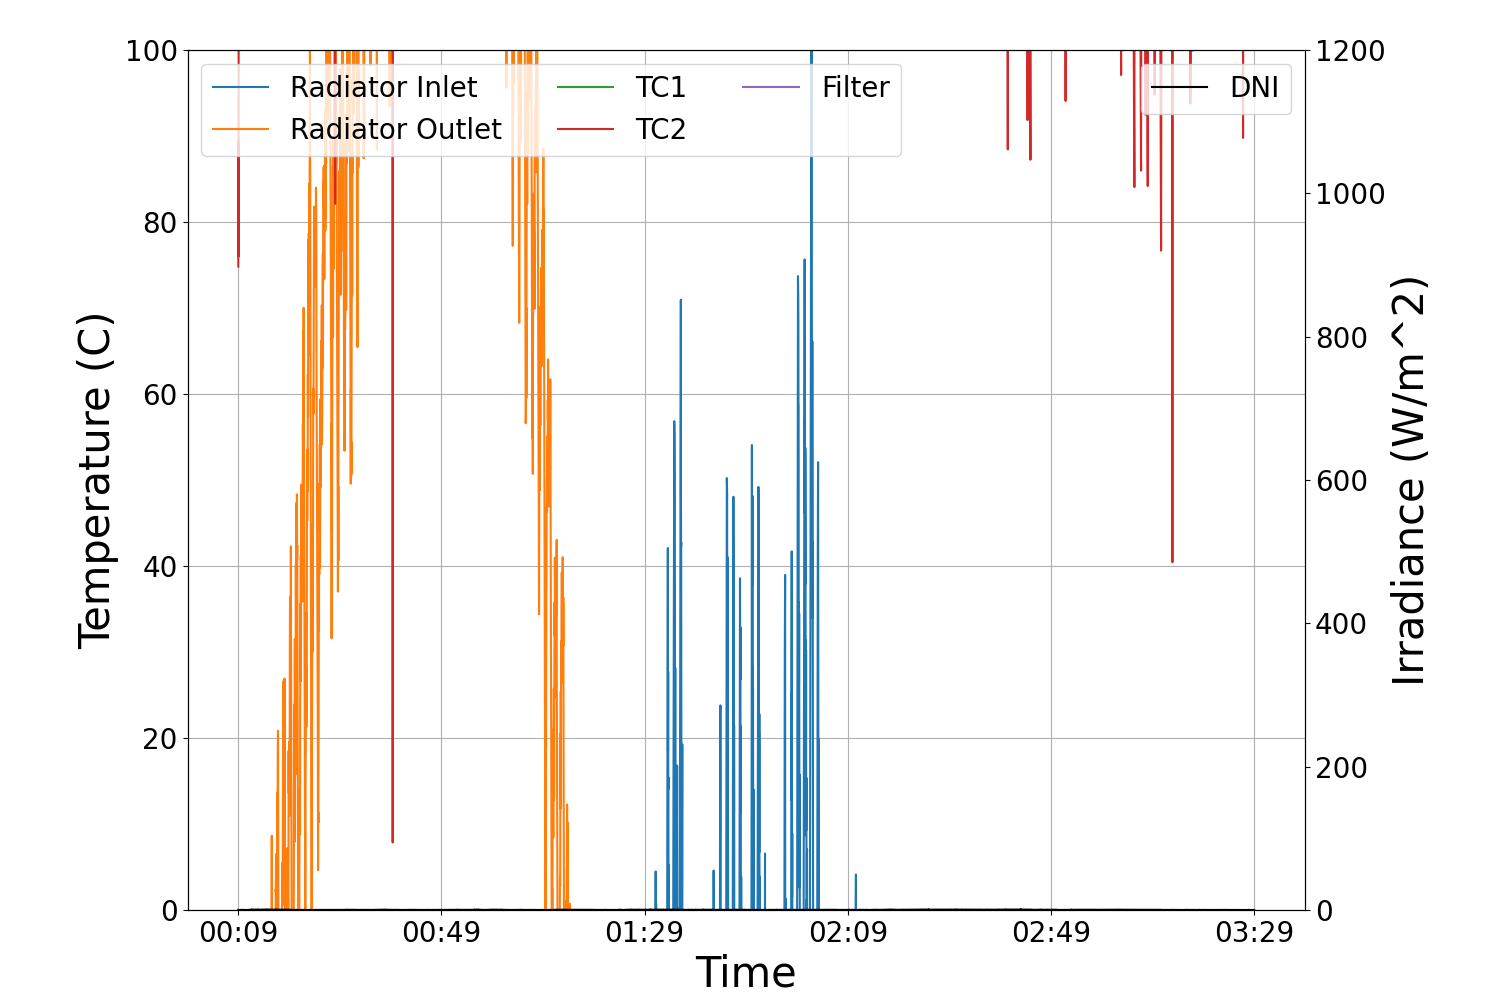 100
80
60
40
20
0
Temperature (C)
Radiator Inlet
Radiator Outlet
TC1
TC2
Filter
DNI
1200
1000
800
600
400
200
0
Irradiance (W/m^2)
00:09
00:49
01:29
02:09
02:49
03:29
Time